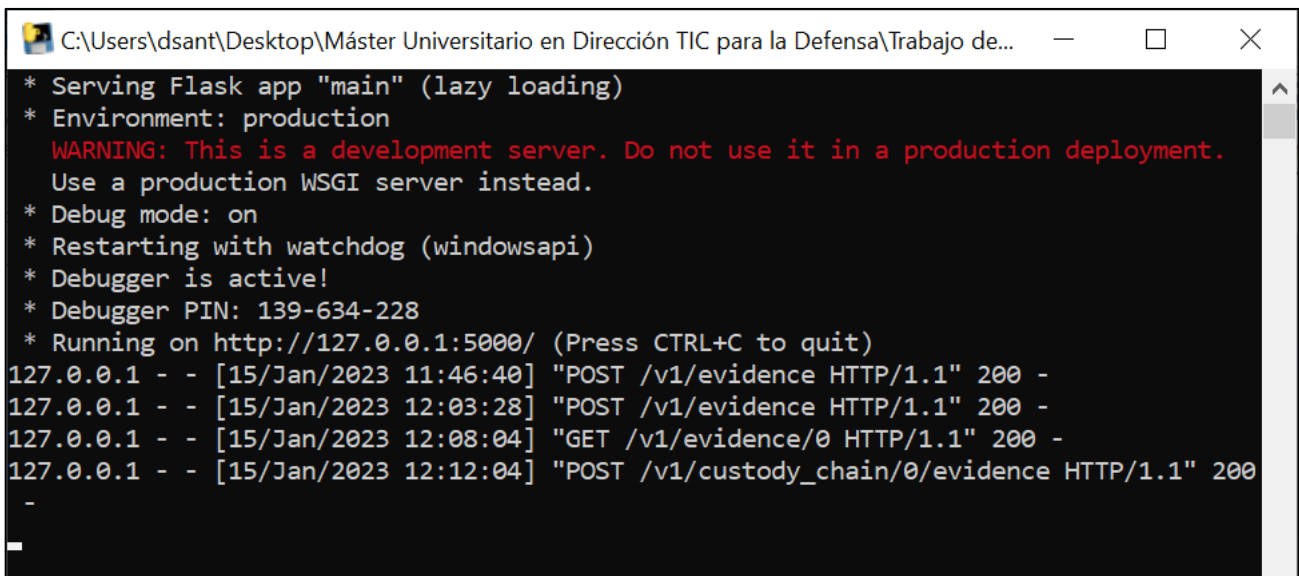 C:\Users\dsant\Desktop\Máster Universitario en Dirección TIC para la Defensa\Trabajo de...
* Serving Flask app "main" (lazy loading)
* Environment: production
WARNING: This is a development server. Do not use it in a production deployment.
Use a production WSGI server instead.
* Debug mode: on
* Restarting with watchdog (windowsapi)
* Debugger is active!
* Debugger PIN: 139-634-228
* Running on http://127.0.0.1:5000/ (Press CTRL+C to quit)
127.0.0.1 - - [15/Jan/2023 11:46:40] "POST /v1/evidence HTTP/1.1" 200 -
127.0.0.1 - - [15/Jan/2023 12:03:28] "POST /v1/evidence HTTP/1.1" 200 -
127.0.0.1 - - [15/Jan/2023 12:08:04] "GET /v1/evidence/0 HTTP/1.1" 200 -
127.0.0.1 - - [15/Jan/2023 12:12:04] "POST /v1/custody_chain/0/evidence HTTP/1.1" 200
-